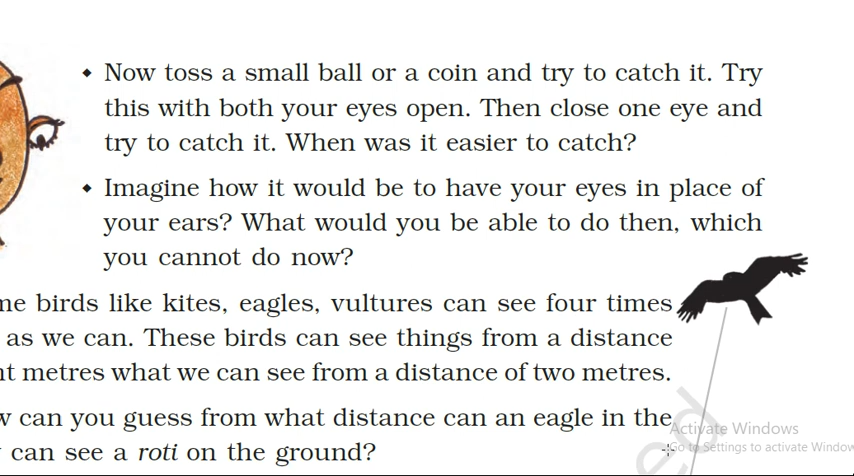 Now toss a small ball or a coin and try to catch it. Try
this with both your eyes open. Then close one eye and
try to catch it. When was it easier to catch?
Imagine how it would be to have your eyes in place of
your ears? What would you be able to do then, which
you cannot do now?
me birds like kites, eagles, vultures can see four times
as we can. These birds can see things from a distance
nt metres what we can see from a distance of two metres.
w can you guess from what distance can an eagle in the
can see a roti on the ground?
ed
Activate Windows
Go to Settings to activate Window